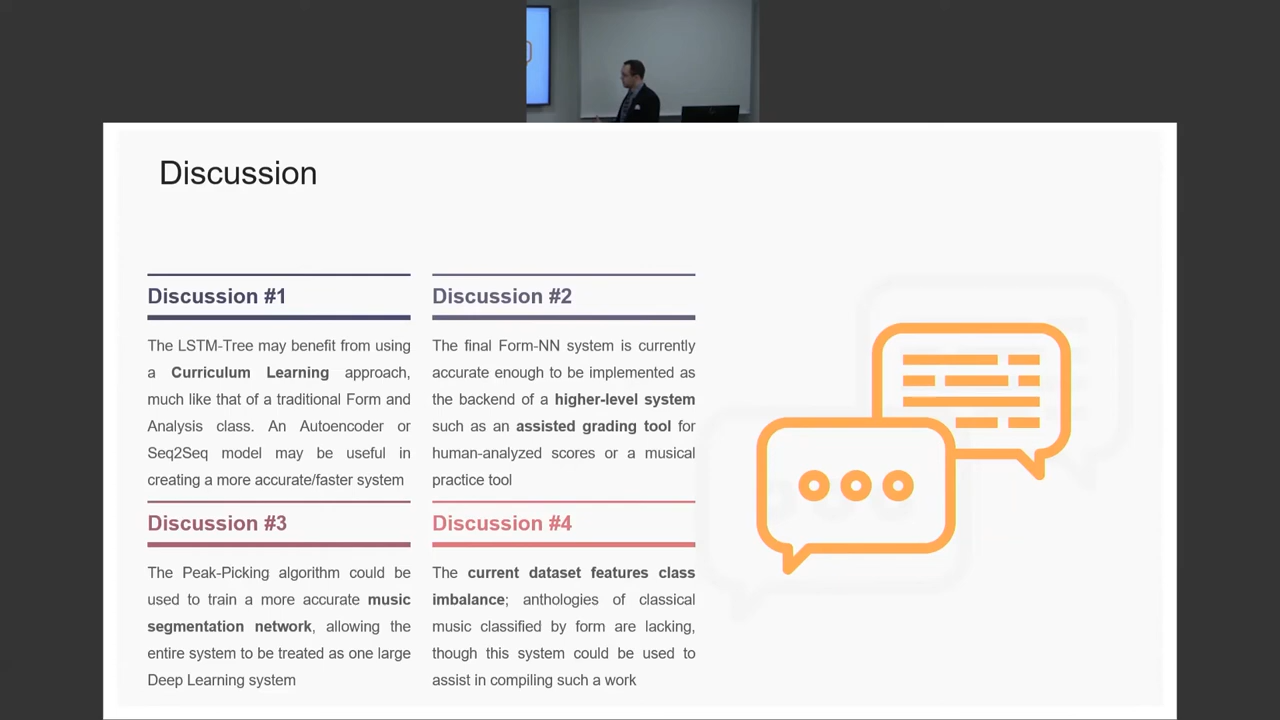 Discussion
Discussion #1
The LSTM-Tree may benefit from using
a Curriculum Learning approach,
much like that of a traditional Form and
Analysis class. An Autoencoder or
Seq2Seq model may be useful in
creating a more accurate/faster system
Discussion #2
The final Form-NN system is currently
accurate enough to be implemented as
the backend of a higher-level system
such as an assisted grading tool for
human-analyzed scores or a musical
practice tool
Discussion #3
The Peak-Picking algorithm could be
used to train a more accurate music
segmentation network, allowing the
entire system to be treated as one large
Deep Learning system
Discussion #4
The current dataset features class
imbalance; anthologies of classical
music classified by form are lacking,
though this system could be used to
assist in compiling such a work